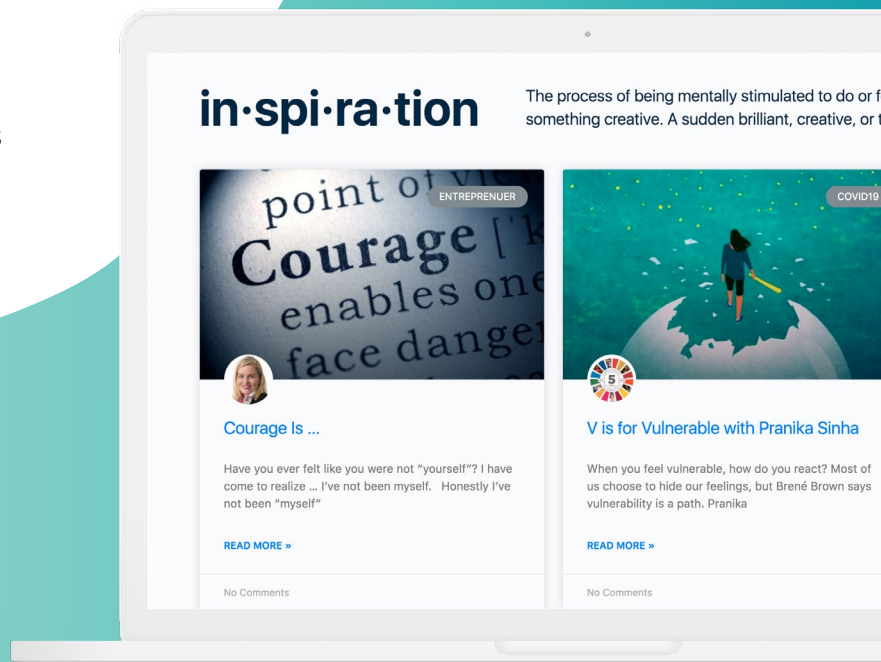 in·spi·ra·tion
The process of being mentally stimulated to do or
something creative. A sudden brilliant, creative, or
point of
ENTREPRENUER
Courage
enables one
face danger
COVID19
5
Courage Is ...
Have you ever felt like you were not “yourself”? I have
come to realize ... I’ve not been myself. Honestly I’ve
not been “myself”
READ MORE »
No Comments
V is for Vulnerable with Pranika Sinha
When you feel vulnerable, how do you react? Most of
us choose to hide our feelings, but Brené Brown says
vulnerability is a path. Pranika
READ MORE »
No Comments